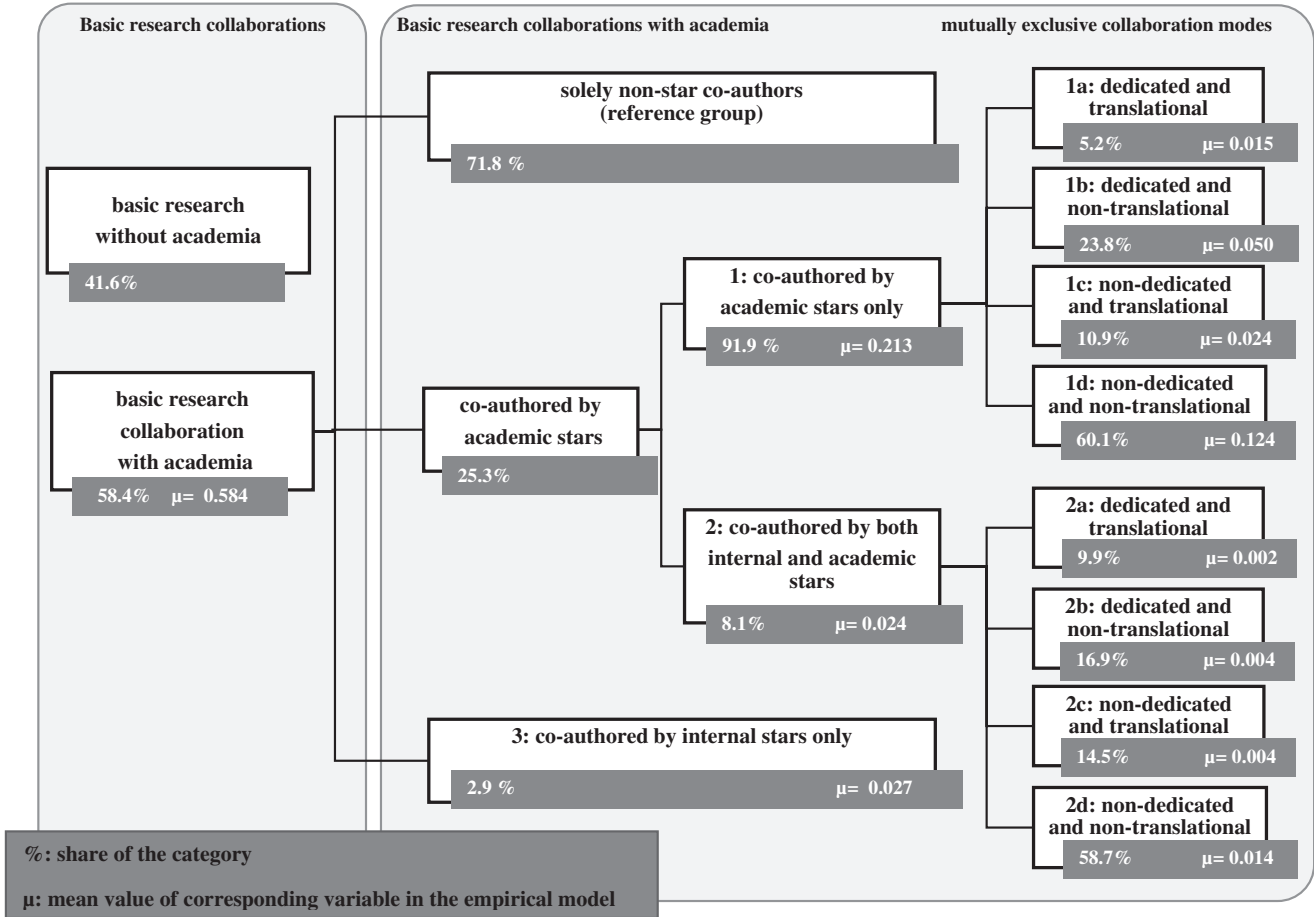 Basic research collaborations
basic research
without academia
41.6%
basic research
collaboration
with academia
58.4% μ= 0.584
Basic research collaborations with academia
mutually exclusive collaboration modes
solely non-star co-authors
(reference group)
71.8 %
co-authored by
academic stars
25.3%
1: co-authored by
academic stars only
91.9 % μ= 0.213
2: co-authored by both
internal and academic
stars
8.1% μ= 0.024
3: co-authored by internal stars only
2.9 % μ= 0.027
1a: dedicated and
translational
5.2% μ= 0.015
1b: dedicated and
non-translational
23.8% μ= 0.050
1c: non-dedicated
and translational
10.9% μ= 0.024
1d: non-dedicated
and non-translational
60.1% μ= 0.124
2a: dedicated and
translational
9.9% μ= 0.002
2b: dedicated and
non-translational
16.9% μ= 0.004
2c: non-dedicated
and translational
14.5% μ= 0.004
2d: non-dedicated
and non-translational
58.7% μ= 0.014
%: share of the category
μ: mean value of corresponding variable in the empirical model